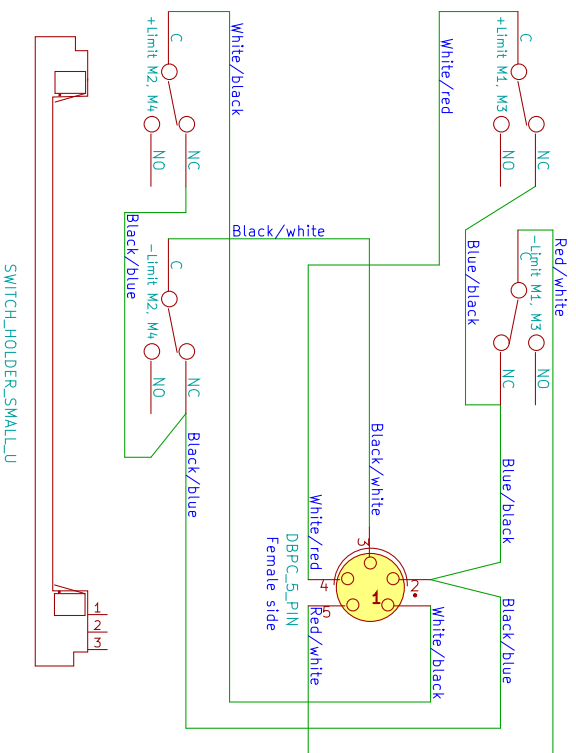 C
+Limit M2, M4
NC
NO
White/black
White/red
C
+Limit M1, M3
NC
NO
Black/blue
Black/white
C
-Limit M2, M4
NC
NO
Blue/black
C
-Limit M1, M3
NC
NO
Red/white
SWITCH_HOLDER_SMALL_U
1
2
3
Black/blue
Black/white
White/red
Blue/black
DBPC_5_PIN
Female side
3
4
2
1
5
Red/white
White/black
Black/blue